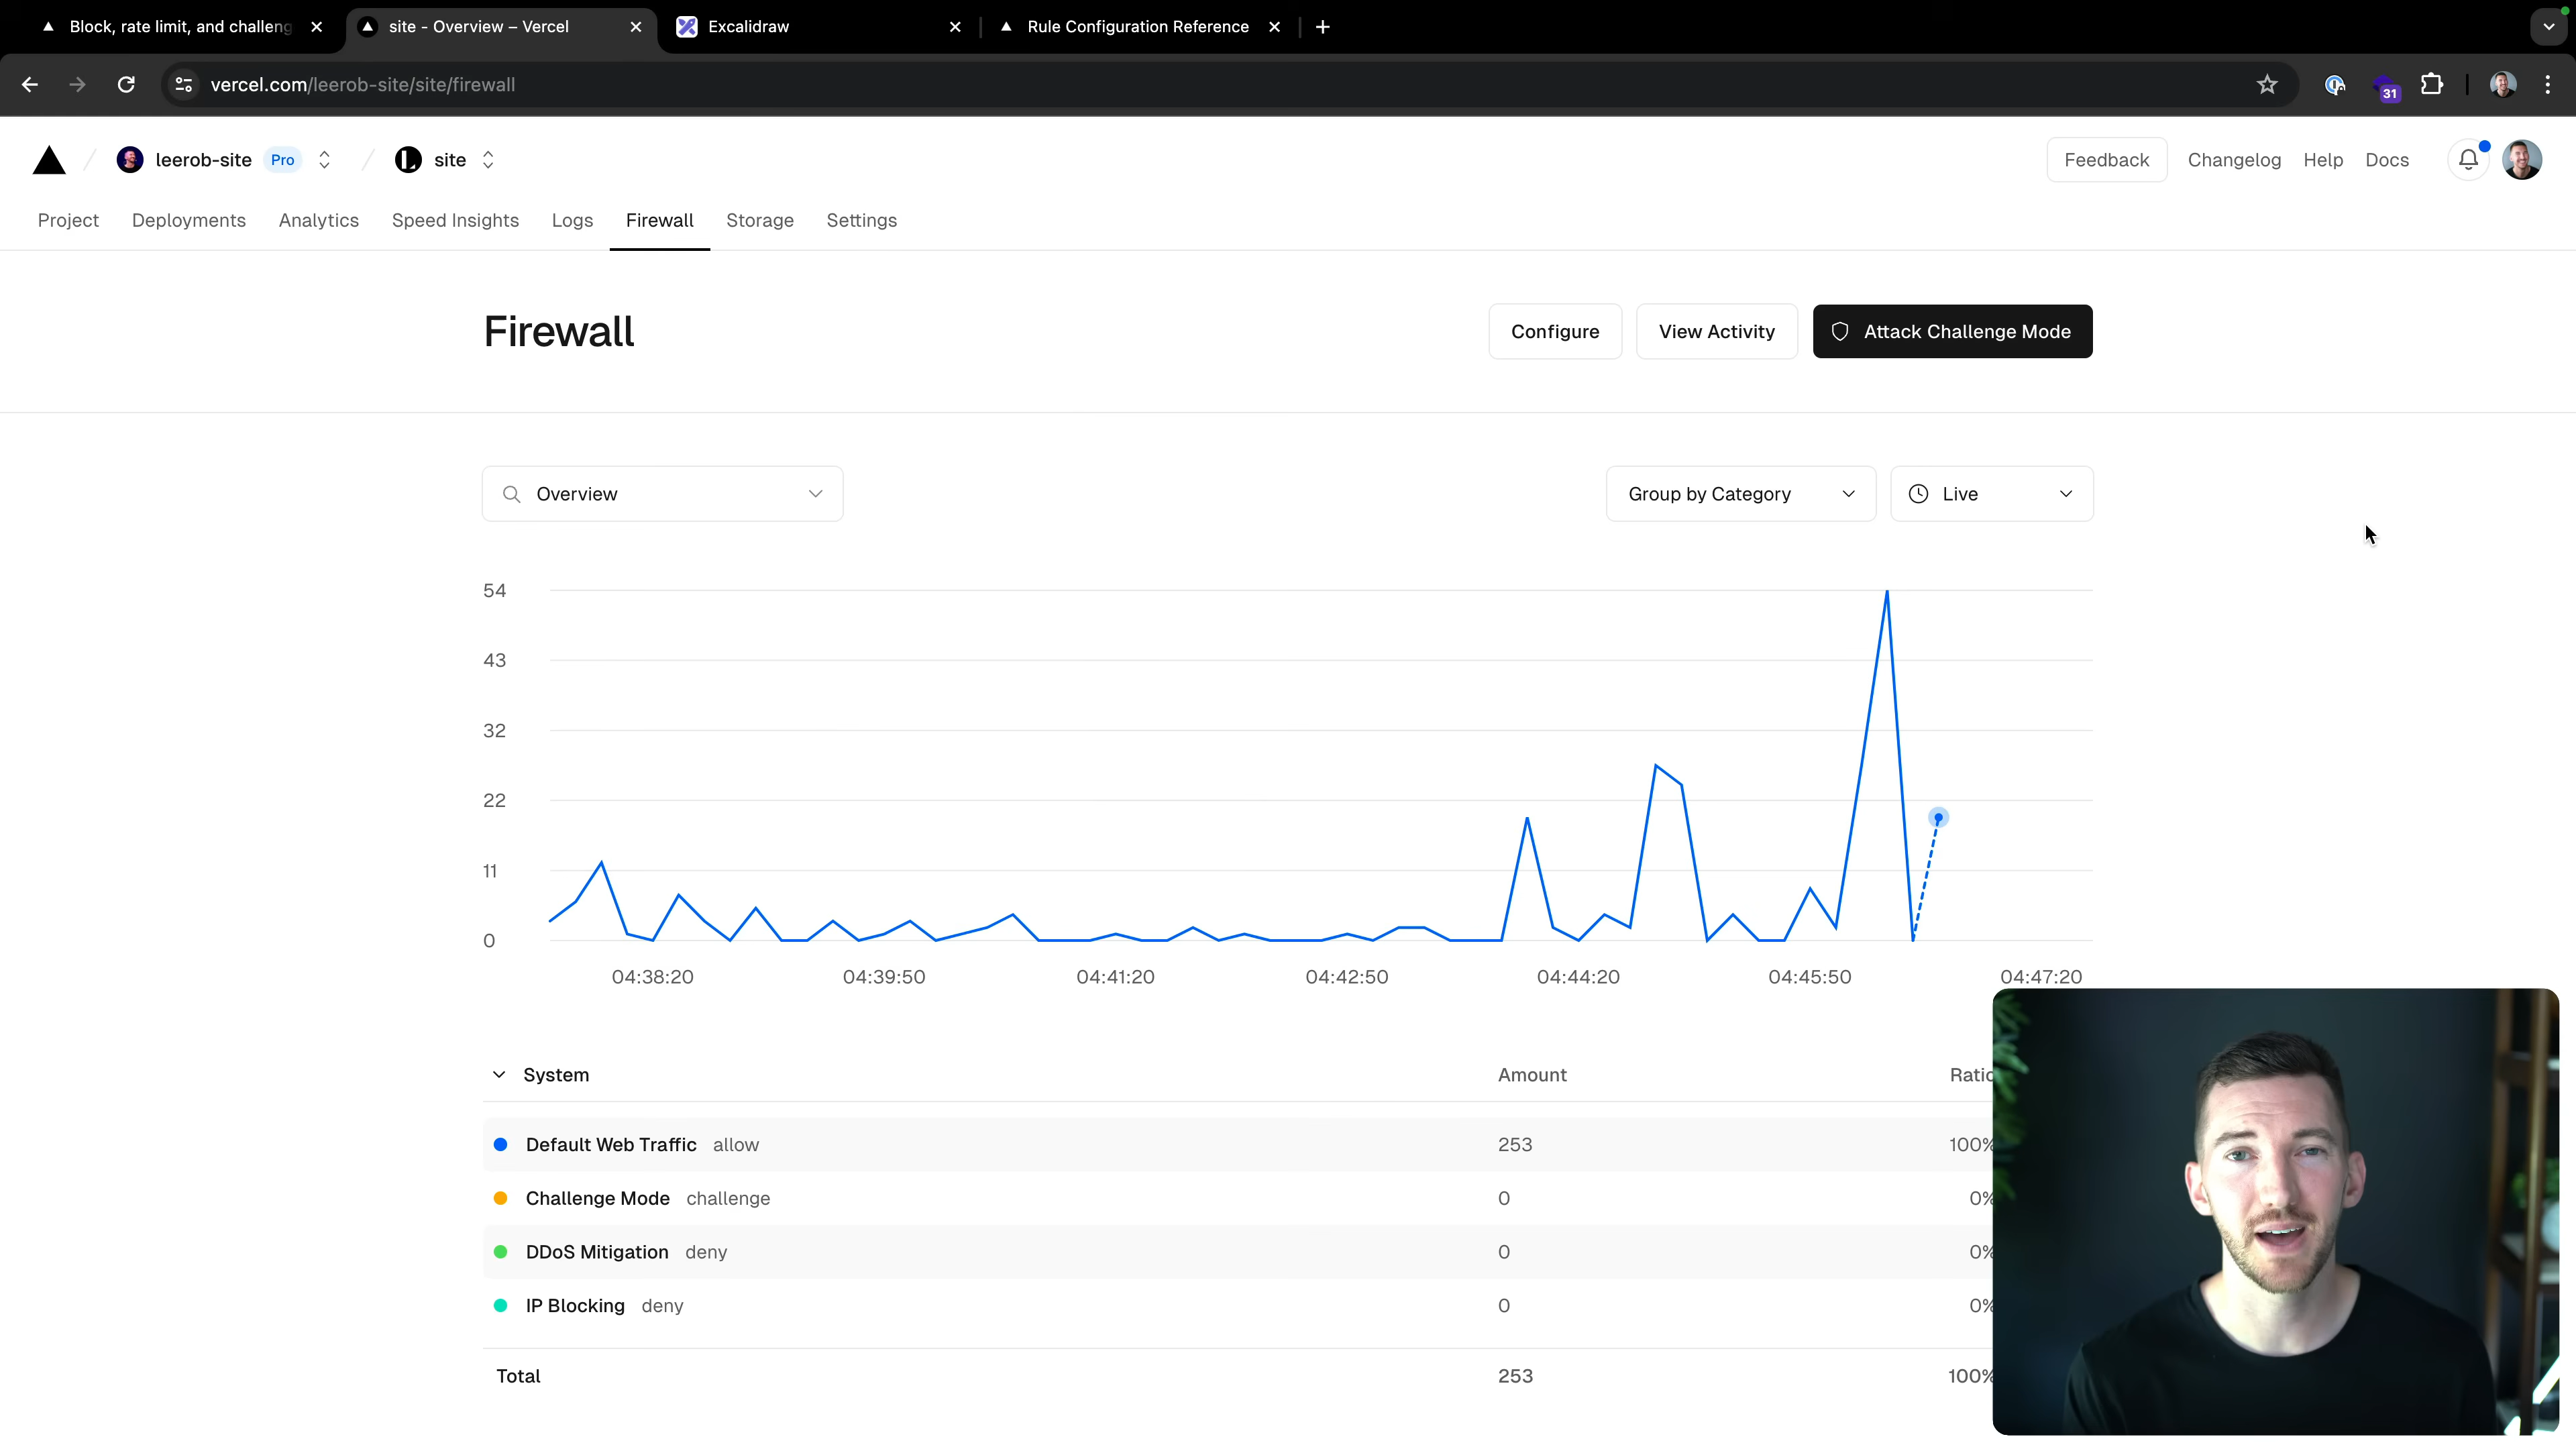 Block, rate limit, and challeng
site - Overview – Vercel
Excalidraw
Rule Configuration Reference
vercel.com/leerob-site/site/firewall
31
leerob-site Pro
site
Feedback Changelog Help Docs
Project Deployments Analytics Speed Insights Logs Firewall Storage Settings
Firewall
Configure View Activity Attack Challenge Mode
Overview
Group by Category Live
54
43
32
22
11
0
04:38:20 04:39:50 04:41:20 04:42:50 04:44:20 04:45:50 04:47:20
System Amount Ratio
Default Web Traffic allow 253 100%
Challenge Mode challenge 0 0%
DDoS Mitigation deny 0 0%
IP Blocking deny 0 0%
Total 253 100%